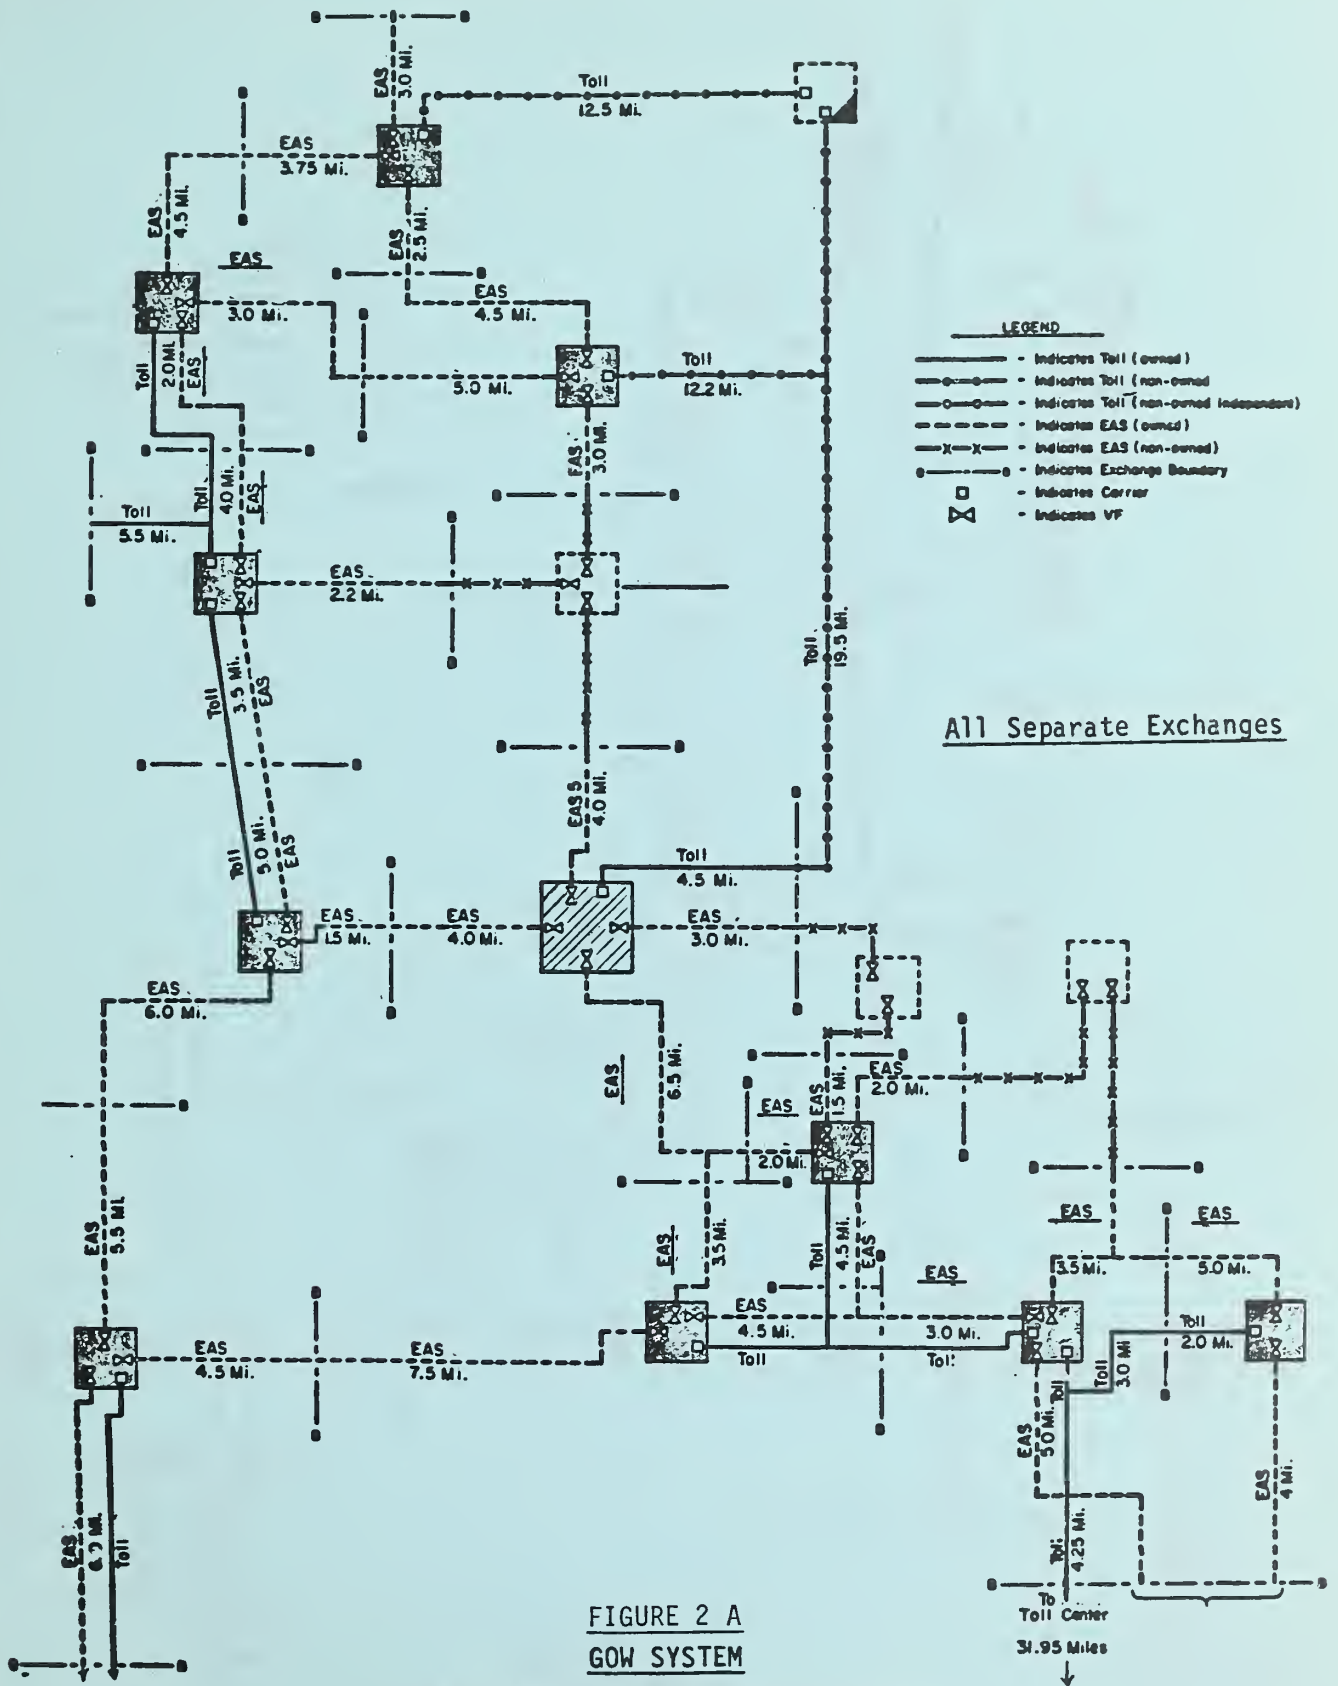 EAS
3.0 Mi.
Toll
12.5 Mi.
EAS
3.75 Mi.
EAS
4.5 Mi.
EAS
2.5 Mi.
EAS
3.0 Mi.
EAS
4.5 Mi.
Toll
2.0 Mi.
EAS
5.0 Mi.
Toll
12.2 Mi.
LEGEND
- Indicates Toll (owned)
- Indicates Toll (non-owned
- Indicates Toll (non-owned Independent)
- Indicates EAS (owned)
- Indicates EAS (non-owned)
- Indicates Exchange Boundary
- Indicates Carrier
- Indicates VF
EAS
3.0 Mi.
Toll
4.0 Mi.
EAS
Toll
5.5 Mi.
EAS
2.2 Mi.
Toll
19.5 Mi.
Toll
3.5 Mi.
EAS
All Separate Exchanges
EAS 5
4.0 Mi.
Toll
5.0 Mi.
EAS
Toll
4.5 Mi.
EAS
1.5 Mi.
EAS
4.0 Mi.
EAS
3.0 Mi.
EAS
6.0 Mi.
EAS
6.5 Mi.
EAS
1.5 Mi.
EAS
2.0 Mi.
EAS
2.0 Mi.
EAS
5.5 Mi.
EAS
3.5 Mi.
Toll
4.5 Mi.
EAS
EAS
EAS
3.5 Mi.
EAS
5.0 Mi.
EAS
4.5 Mi.
3.0 Mi.
Toll
Toll
EAS
4.5 Mi.
EAS
7.5 Mi.
Toll
2.0 Mi.
Toll
3.0 Mi
Toll
EAS
5.0 Mi.
EAS
4 Mi.
EAS
Toll
Toll
4.25 Mi.
To
Toll Center
31.95 Miles
FIGURE 2 A
GOW SYSTEM